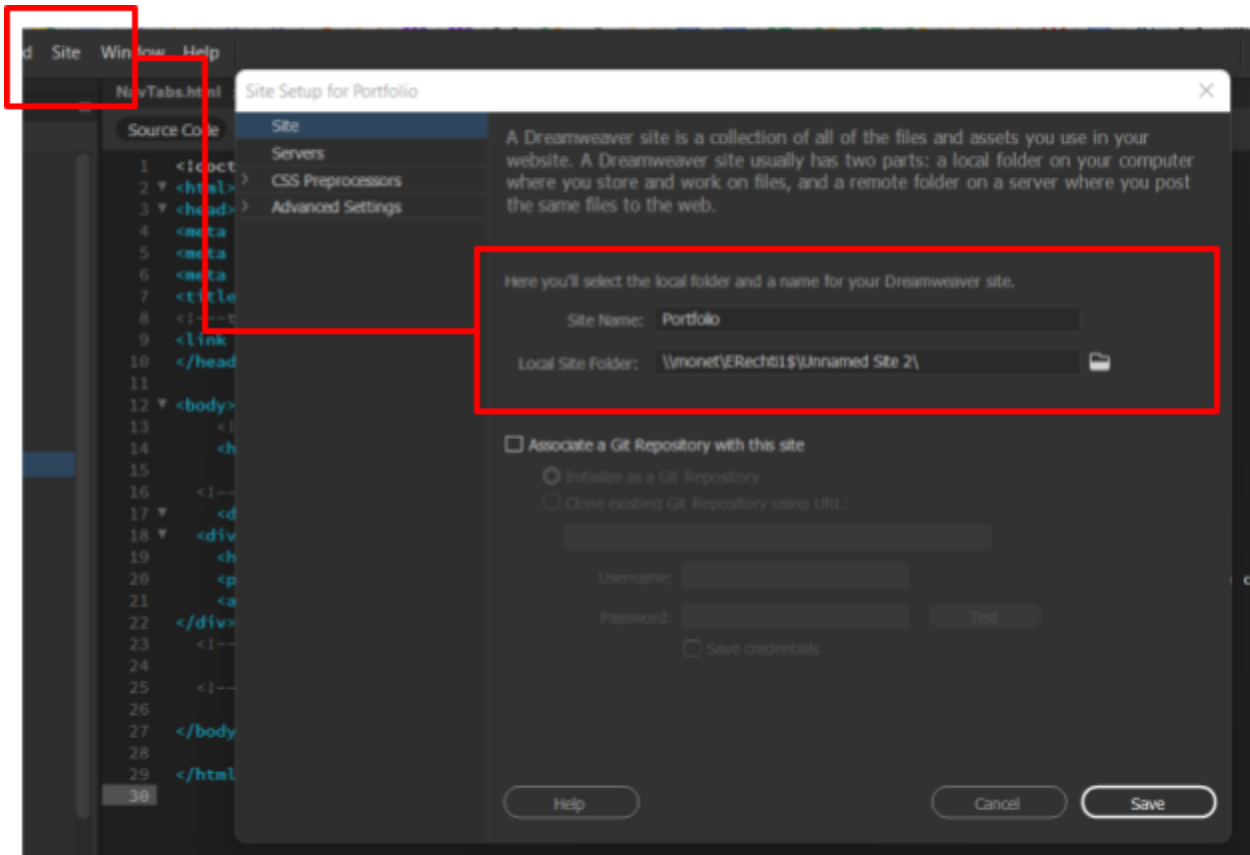 d Site Window Help
NavTabs.html
Source Code
Site Setup for Portfolio
Site
Servers
CSS Preprocessors
Advanced Settings
A Dreamweaver site is a collection of all of the files and assets you use in your
website. A Dreamweaver site usually has two parts: a local folder on your computer
where you store and work on files, and a remote folder on a server where you post
the same files to the web.
Here you'll select the local folder and a name for your Dreamweaver site.
Site Name: Portfolio
Local Site Folder: \\monet\ERechti1$\Unnamed Site 2\
Associate a Git Repository with this site
Initialize as a Git Repository
Clone existing Git Repository using URL:
Username:
Password:
Test
Save credentials
Help
Cancel
Save
1 <!doct
2 <html>
3 <head>
4 <meta
5 <meta
6 <meta
7 <title
8 <!---t
9 <link
10 </head
11
12 <body>
13 <!
14 <h
15
16 <!--
17 <d
18 <div
19 <h
20 <p
21 <a
22 </div>
23 <!--
24
25 <!--
26
27 </body
28
29 </html
30